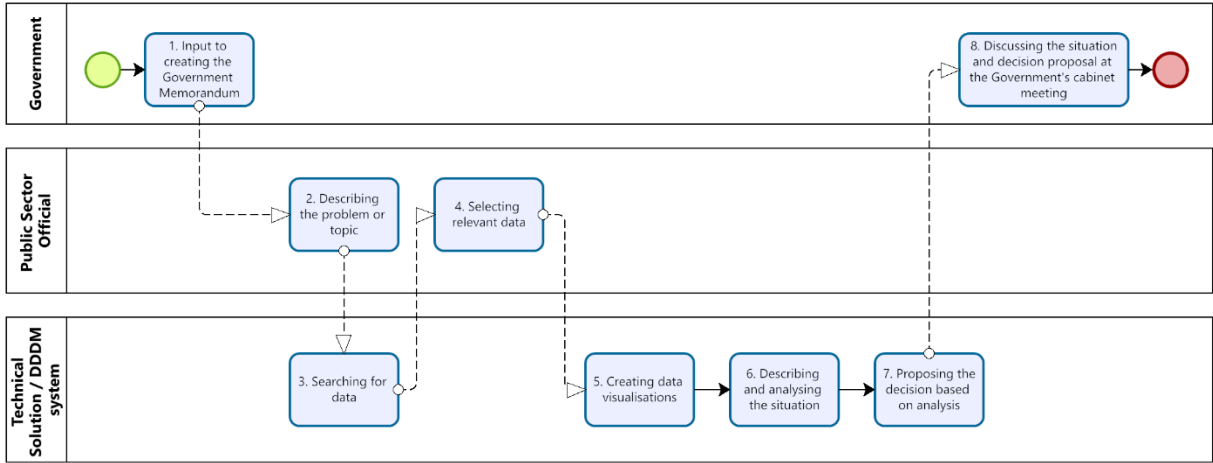 Government
1. Input to
creating the
Government
Memorandum
8. Discussing the situation
and decision proposal at
the Government's cabinet
meeting
Public Sector
Official
2. Describing
the problem or
topic
4. Selecting
relevant data
Technical
Solution / DDDM
system
3. Searching for
data
5. Creating data
visualisations
6. Describing
and analysing
the situation
7. Proposing the
decision based
on analysis